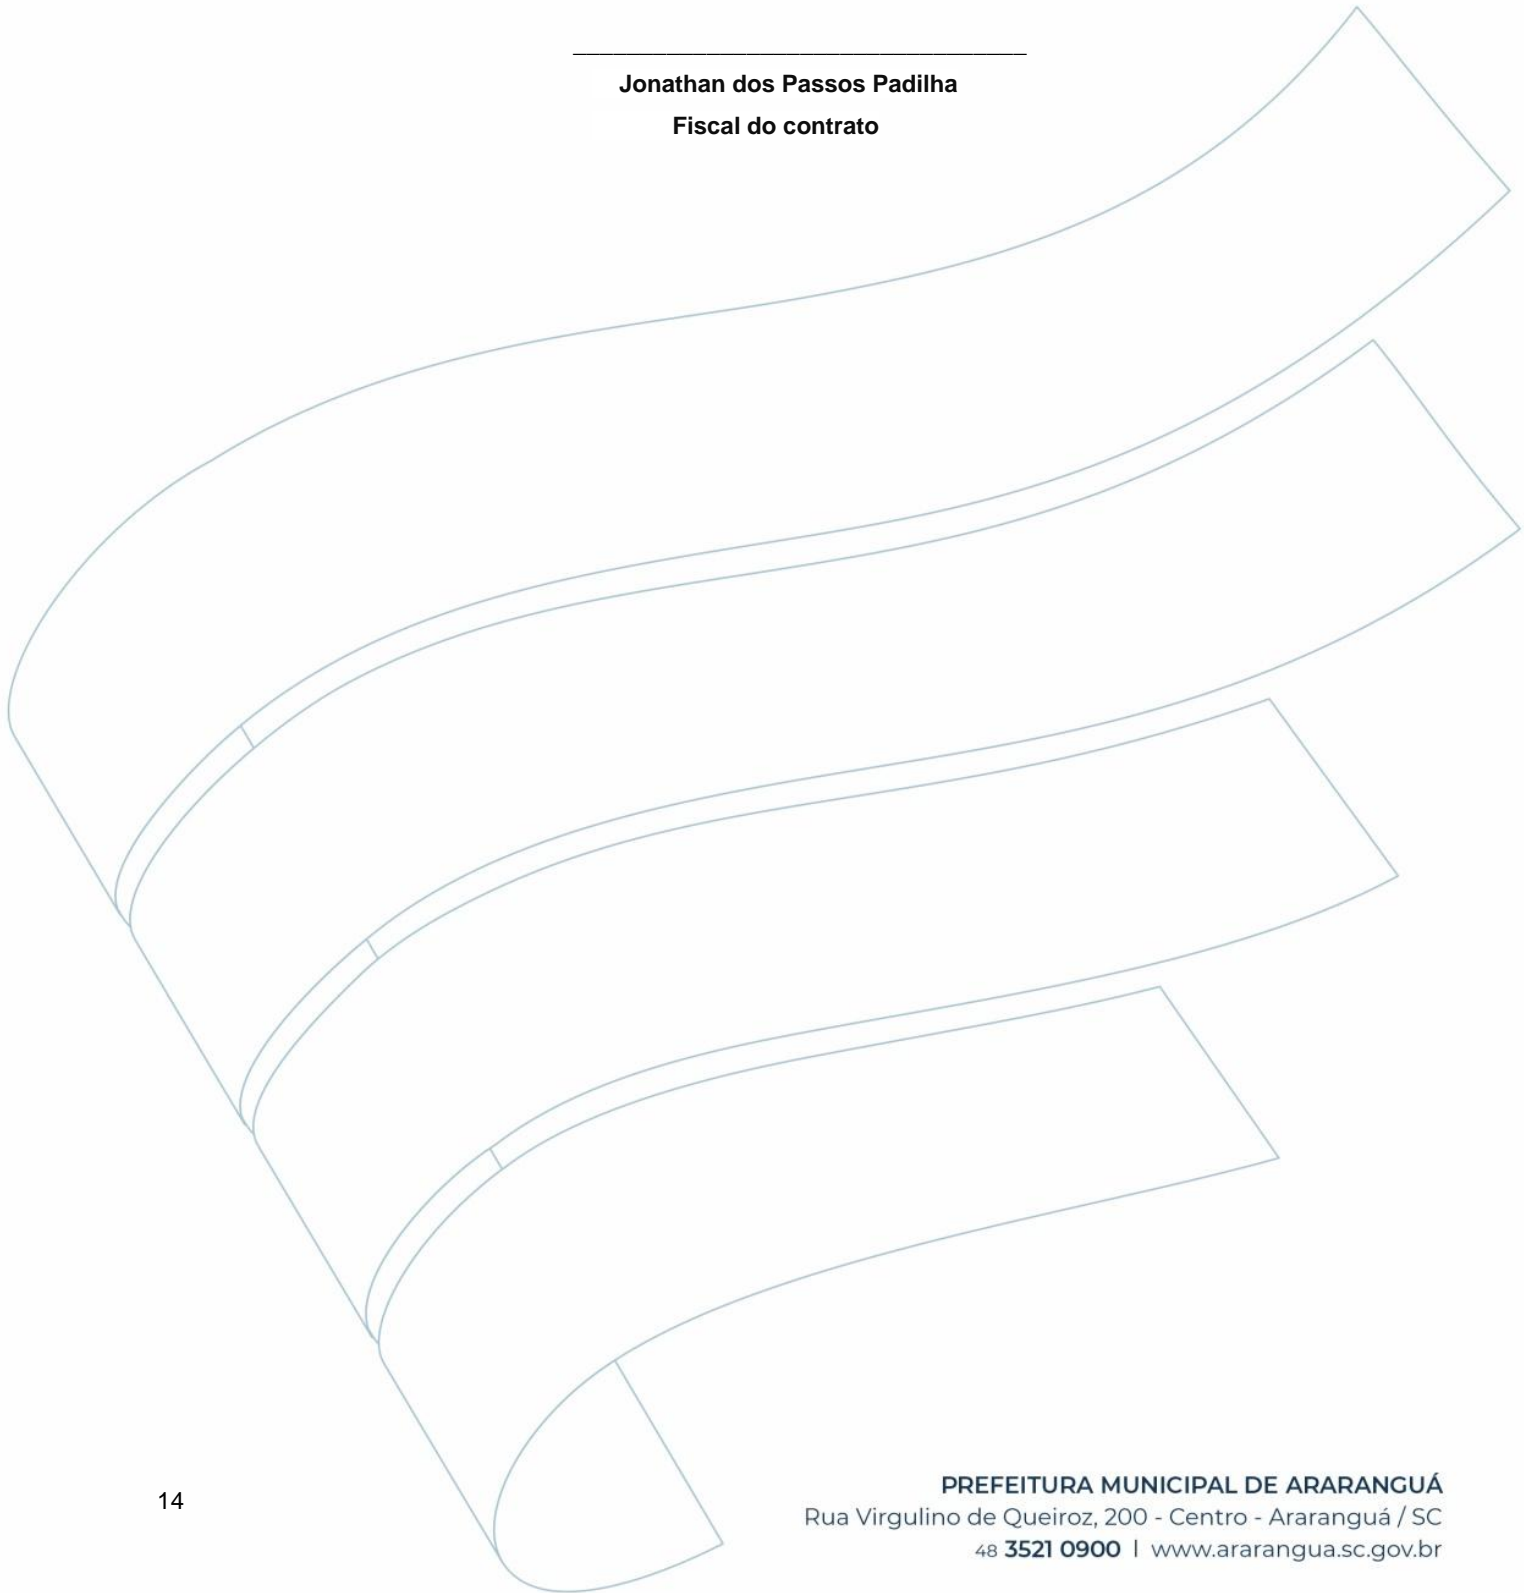 __________________________________
Jonathan dos Passos Padilha
Fiscal do contrato
14
PREFEITURA MUNICIPAL DE ARARANGUÁ
Rua Virgulino de Queiroz, 200 - Centro - Araranguá / SC
48 3521 0900 | www.ararangua.sc.gov.br